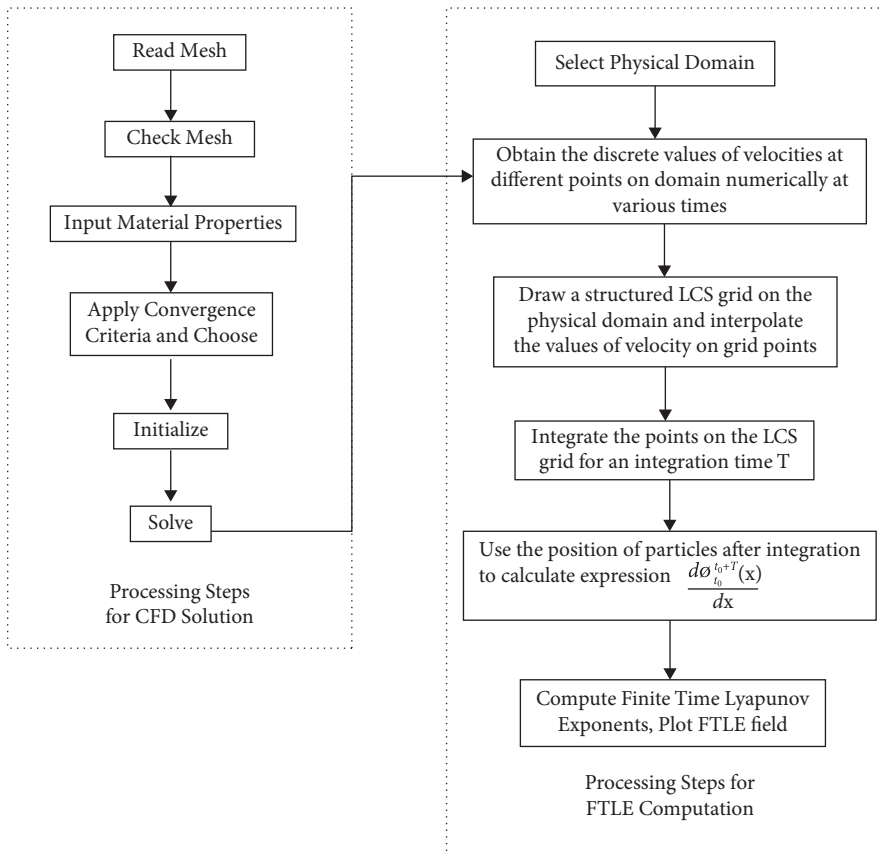 Read Mesh
Check Mesh
Input Material Properties
Apply Convergence
Criteria and Choose
Initialize
Solve
Processing Steps
for CFD Solution
Select Physical Domain
Obtain the discrete values of velocities at
different points on domain numerically at
various times
Draw a structured LCS grid on the
physical domain and interpolate
the values of velocity on grid points
Integrate the points on the LCS
grid for an integration time T
Use the position of particles after integration
to calculate expression dø_{t_0}^{t_0+T}(x)/dx
Compute Finite Time Lyapunov
Exponents, Plot FTLE field
Processing Steps for
FTLE Computation